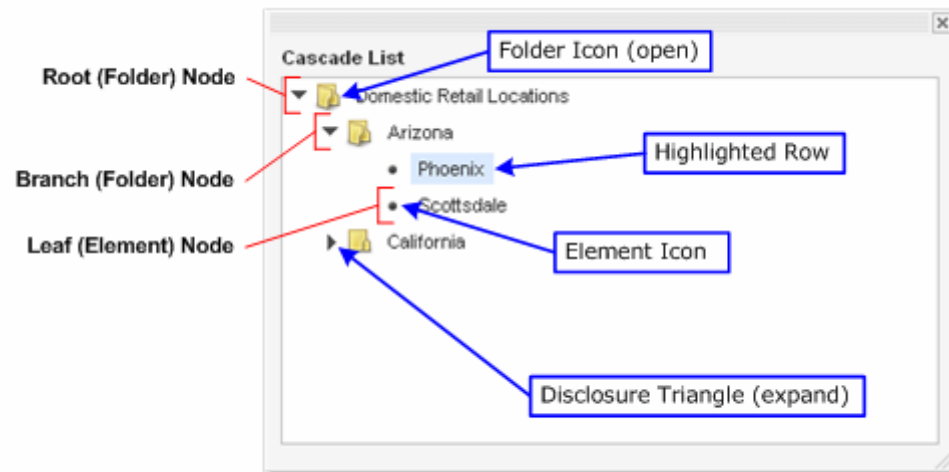 Cascade List
Folder Icon (open)
Root (Folder) Node
Domestic Retail Locations
Arizona
Highlighted Row
Phoenix
Branch (Folder) Node
Scottsdale
Leaf (Element) Node
California
Element Icon
Disclosure Triangle (expand)